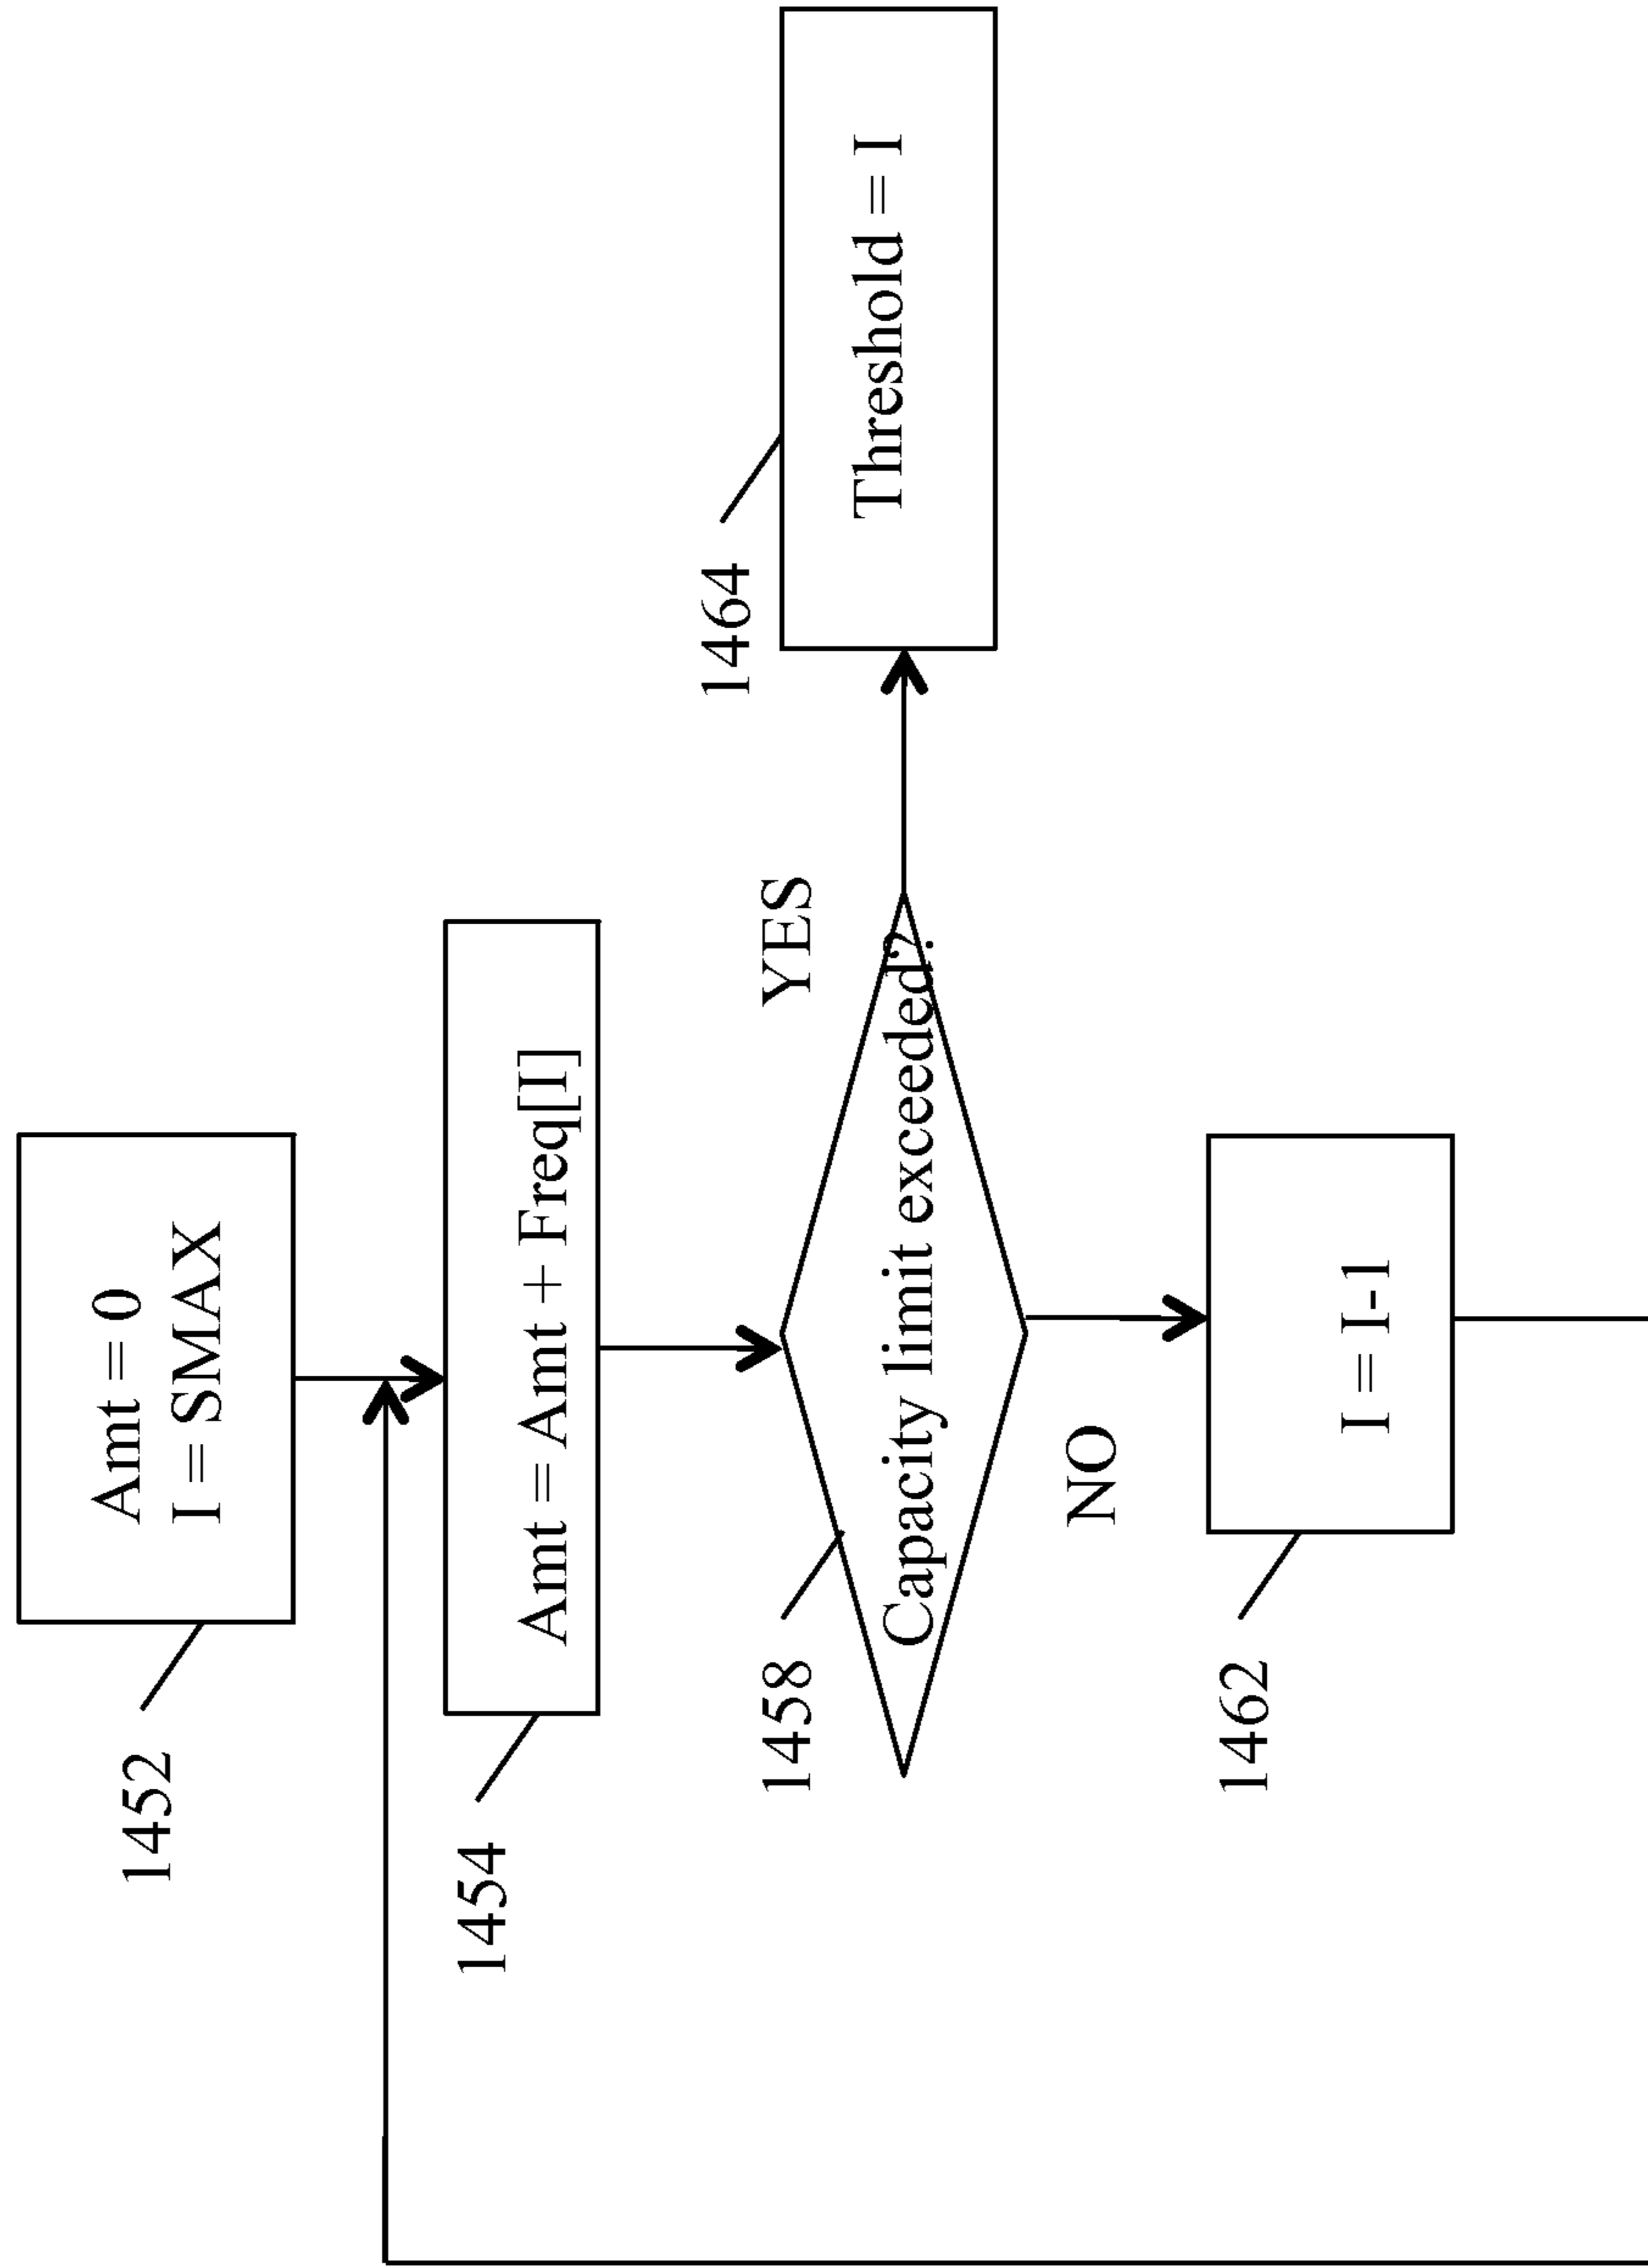 1452
Amt = 0
I = SMAX
1454
Amt = Amt + Freq[I]
1458
Capacity limit exceeded?
YES
1464
Threshold = I
NO
1462
I = I-1